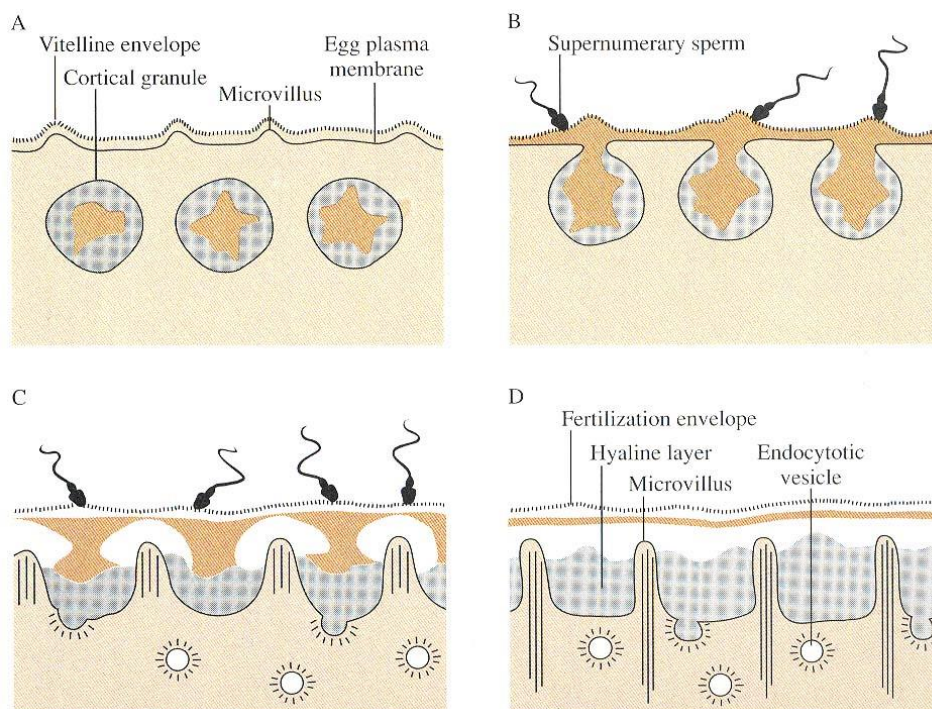 A
Vitelline envelope
Cortical granule
Microvillus
Egg plasma
membrane
B
Supernumerary sperm
C
D
Fertilization envelope
Hyaline layer
Microvillus
Endocytotic
vesicle